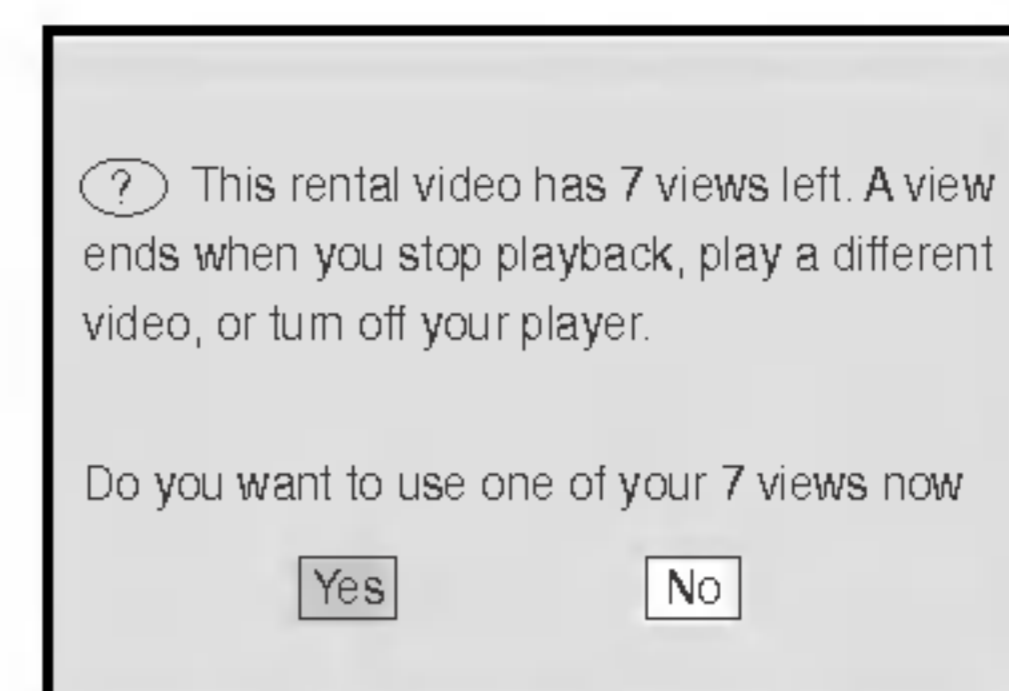 ? This rental video has 7 views left. A view
ends when you stop playback, play a different
video, or turn off your player.
Do you want to use one of your 7 views now
Yes No